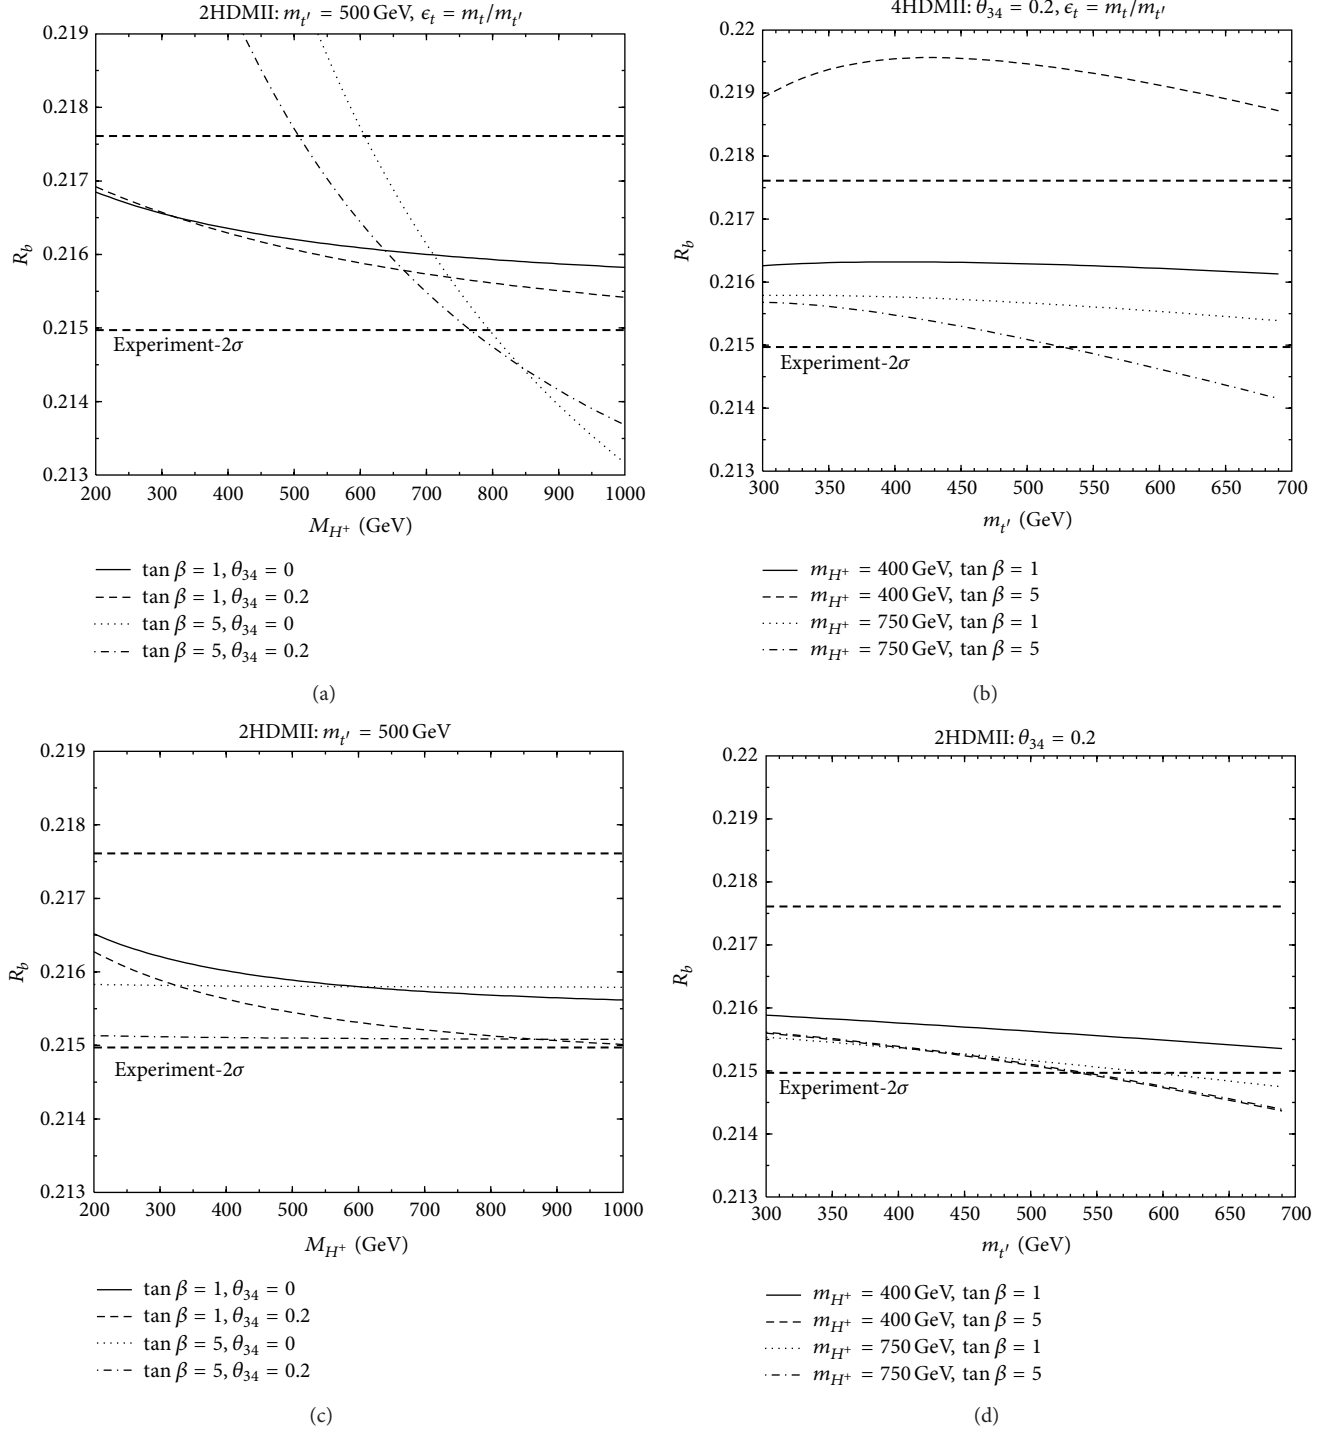 2HDMII: m_{t′} = 500 GeV, ϵ_t = m_t/m_{t′}
0.219
0.218
0.217
0.216
0.215
0.214
0.213
R_b
Experiment-2σ
200 300 400 500 600 700 800 900 1000
M_{H^+} (GeV)
tan β = 1, θ_{34} = 0
tan β = 1, θ_{34} = 0.2
tan β = 5, θ_{34} = 0
tan β = 5, θ_{34} = 0.2
(a)
4HDMII: θ_{34} = 0.2, ϵ_t = m_t/m_{t′}
0.22
0.219
0.218
0.217
0.216
0.215
0.214
0.213
R_b
Experiment-2σ
300 350 400 450 500 550 600 650 700
m_{t′} (GeV)
m_{H^+} = 400 GeV, tan β = 1
m_{H^+} = 400 GeV, tan β = 5
m_{H^+} = 750 GeV, tan β = 1
m_{H^+} = 750 GeV, tan β = 5
(b)
2HDMII: m_{t′} = 500 GeV
0.219
0.218
0.217
0.216
0.215
0.214
0.213
R_b
Experiment-2σ
200 300 400 500 600 700 800 900 1000
M_{H^+} (GeV)
tan β = 1, θ_{34} = 0
tan β = 1, θ_{34} = 0.2
tan β = 5, θ_{34} = 0
tan β = 5, θ_{34} = 0.2
(c)
2HDMII: θ_{34} = 0.2
0.22
0.219
0.218
0.217
0.216
0.215
0.214
0.213
R_b
Experiment-2σ
300 350 400 450 500 550 600 650 700
m_{t′} (GeV)
m_{H^+} = 400 GeV, tan β = 1
m_{H^+} = 400 GeV, tan β = 5
m_{H^+} = 750 GeV, tan β = 1
m_{H^+} = 750 GeV, tan β = 5
(d)